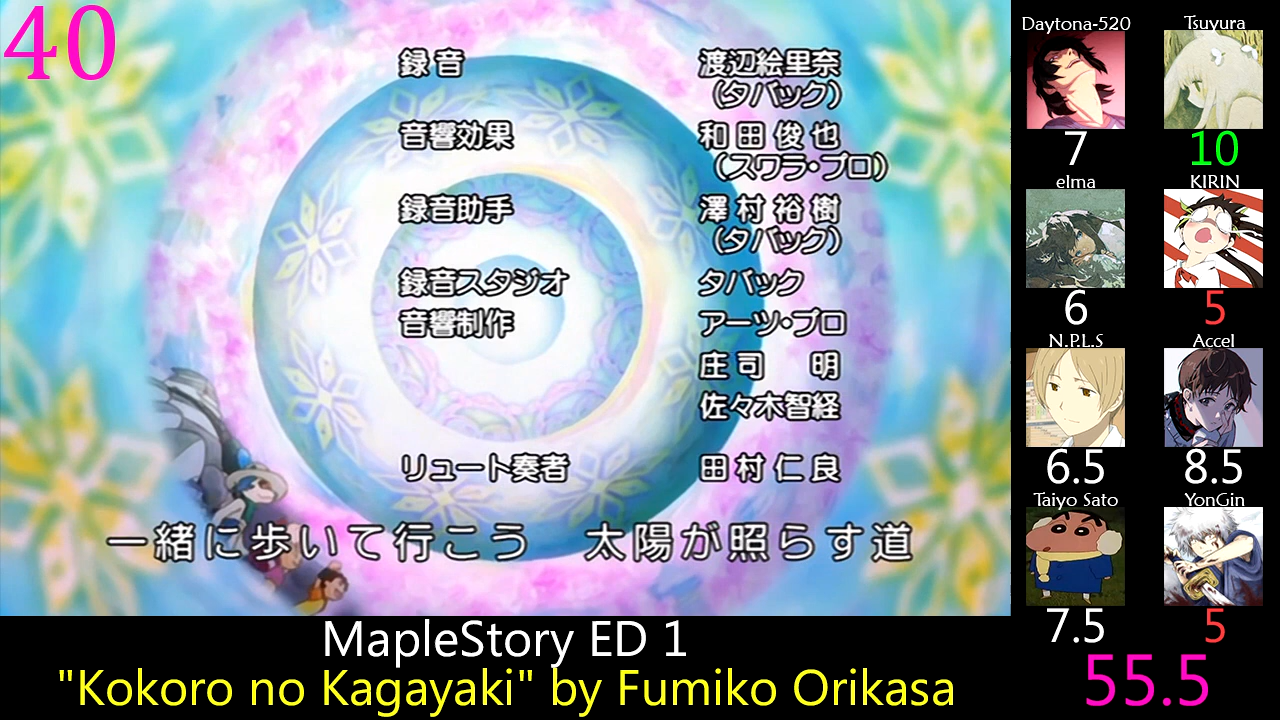 40
録音 渡辺絵里奈
(タバック)
音響効果 和田俊也
(スワラ・プロ)
録音助手 澤村裕樹
(タバック)
録音スタジオ タバック
音響制作 アーツ・プロ
庄司 明
佐々木智経
リュート奏者 田村仁良
一緒に歩いて行こう 太陽が照らす道
MapleStory ED 1
"Kokoro no Kagayaki" by Fumiko Orikasa
Daytona-520 Tsuyura
7 10
elma KIRIN
6 5
N.P.L.S Accel
6.5 8.5
Taiyo Sato YonGin
7.5 5
55.5